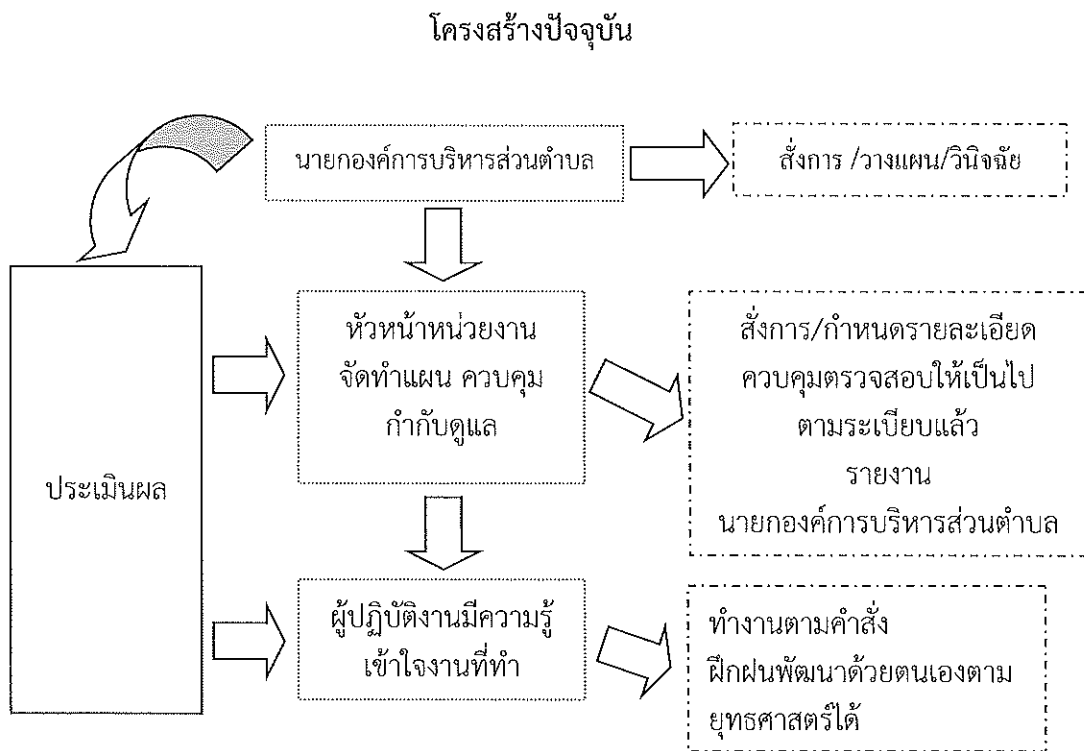 โครงสร้างปัจจุบัน
นายกองค์การบริหารส่วนตำบล
สั่งการ /วางแผน/วินิจฉัย
หัวหน้าหน่วยงาน
จัดทำแผน ควบคุม
กำกับดูแล
สั่งการ/กำหนดรายละเอียด
ควบคุมตรวจสอบให้เป็นไป
ตามระเบียบแล้ว
รายงาน
นายกองค์การบริหารส่วนตำบล
ประเมินผล
ผู้ปฏิบัติงานมีความรู้
เข้าใจงานที่ทำ
ทำงานตามคำสั่ง
ฝึกฝนพัฒนาด้วยตนเองตาม
ยุทธศาสตร์ได้